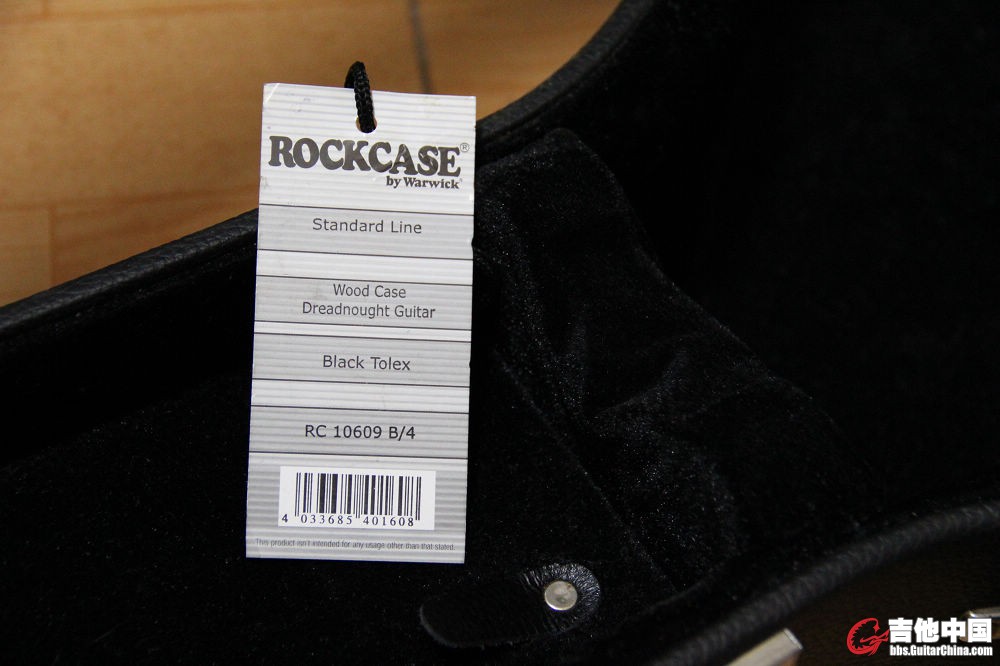 ROCKCASE®
by Warwick
Standard Line
Wood Case
Dreadnought Guitar
Black Tolex
RC 10609 B/4
4 033685 401608
This product isn't intended for any usage other than that stated.
吉他中国
bbs.GuitarChina.com